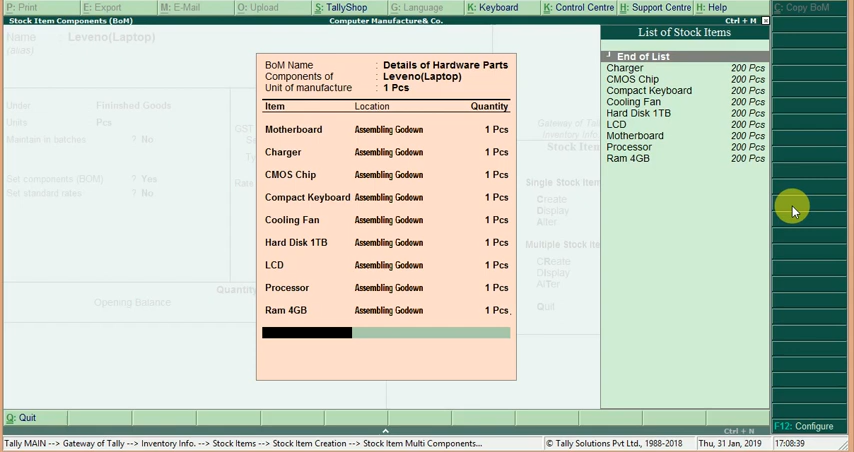 P: Print E: Export M: E-Mail O: Upload S: TallyShop G: Language K: Keyboard K: Control Centre H: Support Centre H: Help C: Copy BoM
Stock Item Components (BoM) Computer Manufacture& Co. Ctrl + M
Name : Leveno(Laptop)
(alias)
Under : Finished Goods
Units : Pcs
Maintain in batches ? No
Set components (BOM) ? Yes
Set standard rates ? No
Opening Balance
Quantity
BoM Name : Details of Hardware Parts
Components of : Leveno(Laptop)
Unit of manufacture : 1 Pcs
Item Location Quantity
Motherboard Assembling Godown 1 Pcs
Charger Assembling Godown 1 Pcs
CMOS Chip Assembling Godown 1 Pcs
Compact Keyboard Assembling Godown 1 Pcs
Cooling Fan Assembling Godown 1 Pcs
Hard Disk 1TB Assembling Godown 1 Pcs
LCD Assembling Godown 1 Pcs
Processor Assembling Godown 1 Pcs
Ram 4GB Assembling Godown 1 Pcs
Gateway of Tally
Inventory Info.
Stock Item
Single Stock Item
Create
Display
Alter
Multiple Stock Ite
CReate
DIsplay
AlTer
Quit
List of Stock Items
End of List
Charger 200 Pcs
CMOS Chip 200 Pcs
Compact Keyboard 200 Pcs
Cooling Fan 200 Pcs
Hard Disk 1TB 200 Pcs
LCD 200 Pcs
Motherboard 200 Pcs
Processor 200 Pcs
Ram 4GB 200 Pcs
Q: Quit
F12: Configure
Ctrl + N
Tally MAIN --> Gateway of Tally --> Inventory Info. --> Stock Items --> Stock Item Creation --> Stock Item Multi Components... © Tally Solutions Pvt Ltd., 1988-2018 Thu, 31 Jan, 2019 17:08:39